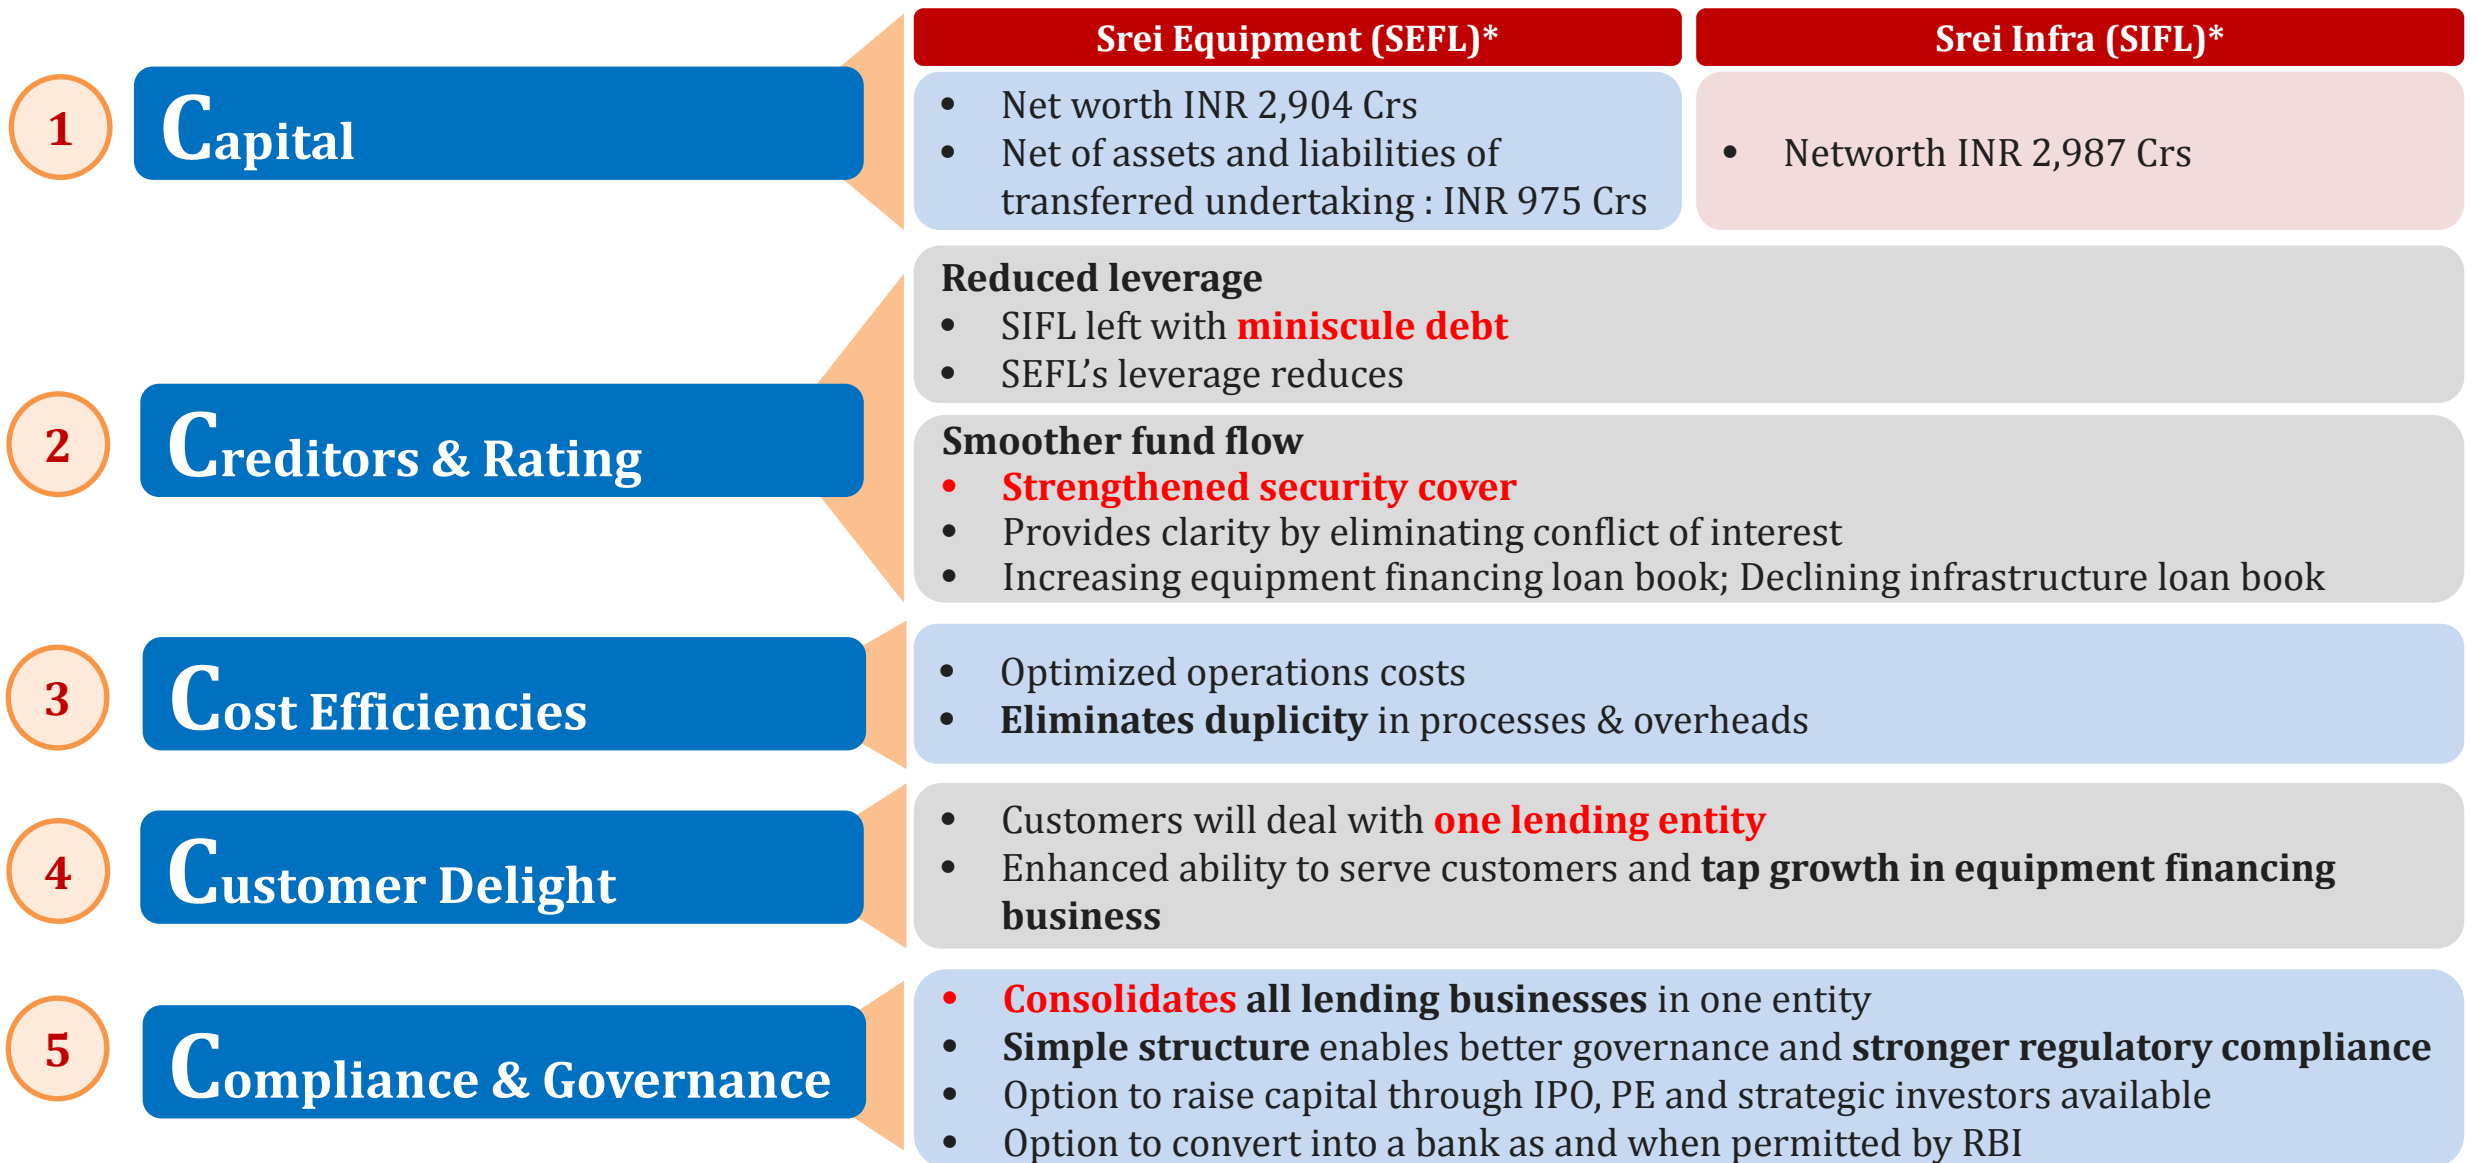 Srei Equipment (SEFL)*
Srei Infra (SIFL)*
1
Capital
• Net worth INR 2,904 Crs
• Net of assets and liabilities of
transferred undertaking : INR 975 Crs
• Networth INR 2,987 Crs
2
Creditors & Rating
Reduced leverage
• SIFL left with miniscule debt
• SEFL’s leverage reduces
Smoother fund flow
• Strengthened security cover
• Provides clarity by eliminating conflict of interest
• Increasing equipment financing loan book; Declining infrastructure loan book
3
Cost Efficiencies
• Optimized operations costs
• Eliminates duplicity in processes & overheads
4
Customer Delight
• Customers will deal with one lending entity
• Enhanced ability to serve customers and tap growth in equipment financing
business
5
Compliance & Governance
• Consolidates all lending businesses in one entity
• Simple structure enables better governance and stronger regulatory compliance
• Option to raise capital through IPO, PE and strategic investors available
• Option to convert into a bank as and when permitted by RBI